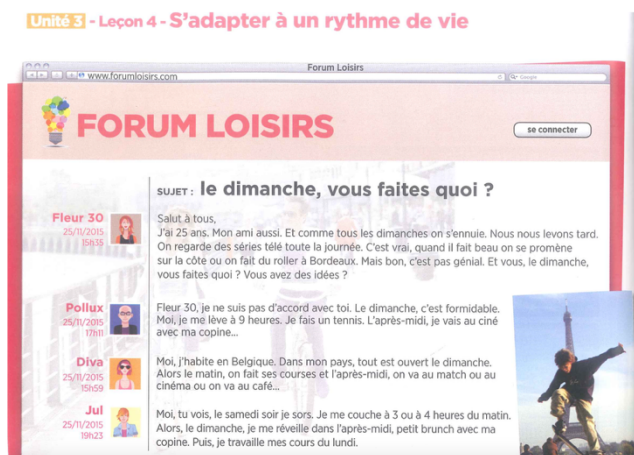 Unité 3 - Leçon 4 - S'adapter à un rythme de vie
Forum Loisirs
www.forumloisirs.com
Google
FORUM LOISIRS
se connecter
SUJET : le dimanche, vous faites quoi ?
Fleur 30
25/11/2015
15h35
Salut à tous,
J'ai 25 ans. Mon ami aussi. Et comme tous les dimanches on s'ennuie. Nous nous levons tard.
On regarde des séries télé toute la journée. C'est vrai, quand il fait beau on se promène
sur la côte ou on fait du roller à Bordeaux. Mais bon, c'est pas génial. Et vous, le dimanche,
vous faites quoi ? Vous avez des idées ?
Pollux
25/11/2015
17h11
Fleur 30, je ne suis pas d'accord avec toi. Le dimanche, c'est formidable.
Moi, je me lève à 9 heures. Je fais un tennis. L'après-midi, je vais au ciné
avec ma copine...
Diva
25/11/2015
15h59
Moi, j'habite en Belgique. Dans mon pays, tout est ouvert le dimanche.
Alors le matin, on fait ses courses et l'après-midi, on va au match ou au
cinéma ou on va au café...
Jul
25/11/2015
19h23
Moi, tu vois, le samedi soir je sors. Je me couche à 3 ou à 4 heures du matin.
Alors, le dimanche, je me réveille dans l'après-midi, petit brunch avec ma
copine. Puis, je travaille mes cours du lundi.